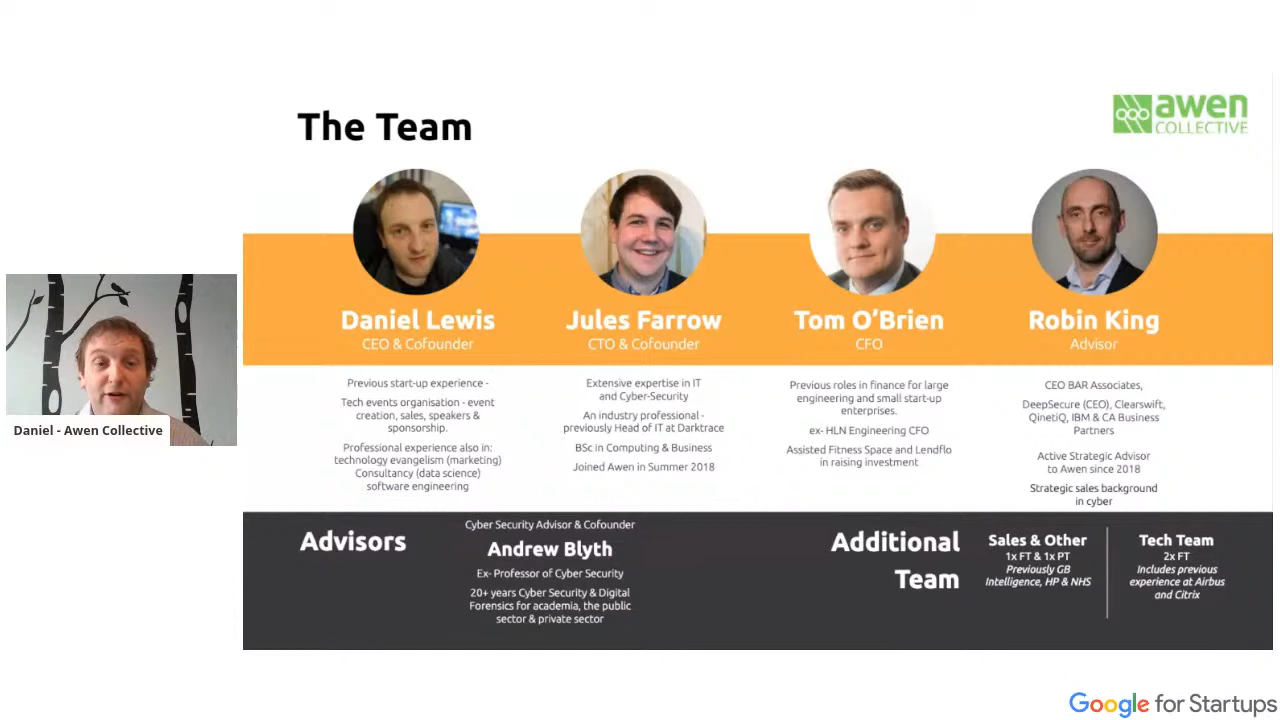 The Team
awen
COLLECTIVE
Daniel Lewis
CEO & Cofounder
Previous start-up experience -
Tech events organisation - event
creation, sales, speakers &
sponsorship.
Professional experience also in:
technology evangelism (marketing)
Consultancy (data science)
software engineering
Jules Farrow
CTO & Cofounder
Extensive expertise in IT
and Cyber-Security
An industry professional -
previously Head of IT at Darktrace
BSc in Computing & Business
Joined Awen in Summer 2018
Tom O'Brien
CFO
Previous roles in finance for large
engineering and small start-up
enterprises.
ex- HLN Engineering CFO
Assisted Fitness Space and Lendflo
in raising investment
Robin King
Advisor
CEO BAR Associates,
DeepSecure (CEO), Clearswift,
QinetiQ, IBM & CA Business
Partners
Active Strategic Advisor
to Awen since 2018
Strategic sales background
in cyber
Daniel - Awen Collective
Advisors
Cyber Security Advisor & Cofounder
Andrew Blyth
Ex- Professor of Cyber Security
20+ years Cyber Security & Digital
Forensics for academia, the public
sector & private sector
Additional
Team
Sales & Other
1x FT & 1x PT
Previously GB
Intelligence, HP & NHS
Tech Team
2x FT
Includes previous
experience at Airbus
and Citrix
Google for Startups